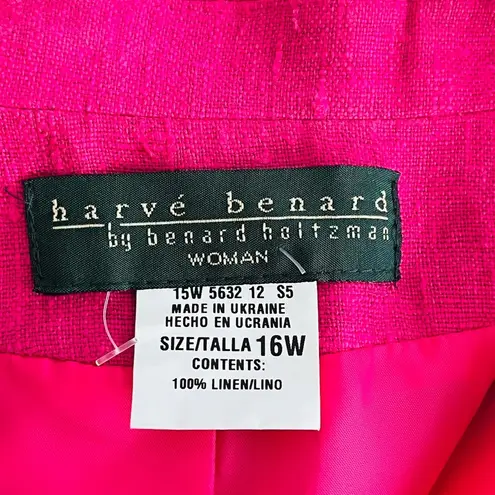 harvé benard
by benard holtzman
WOMAN
15W 5632 12 S5
MADE IN UKRAINE
HECHO EN UCRANIA
SIZE/TALLA 16W
CONTENTS:
100% LINEN/LINO